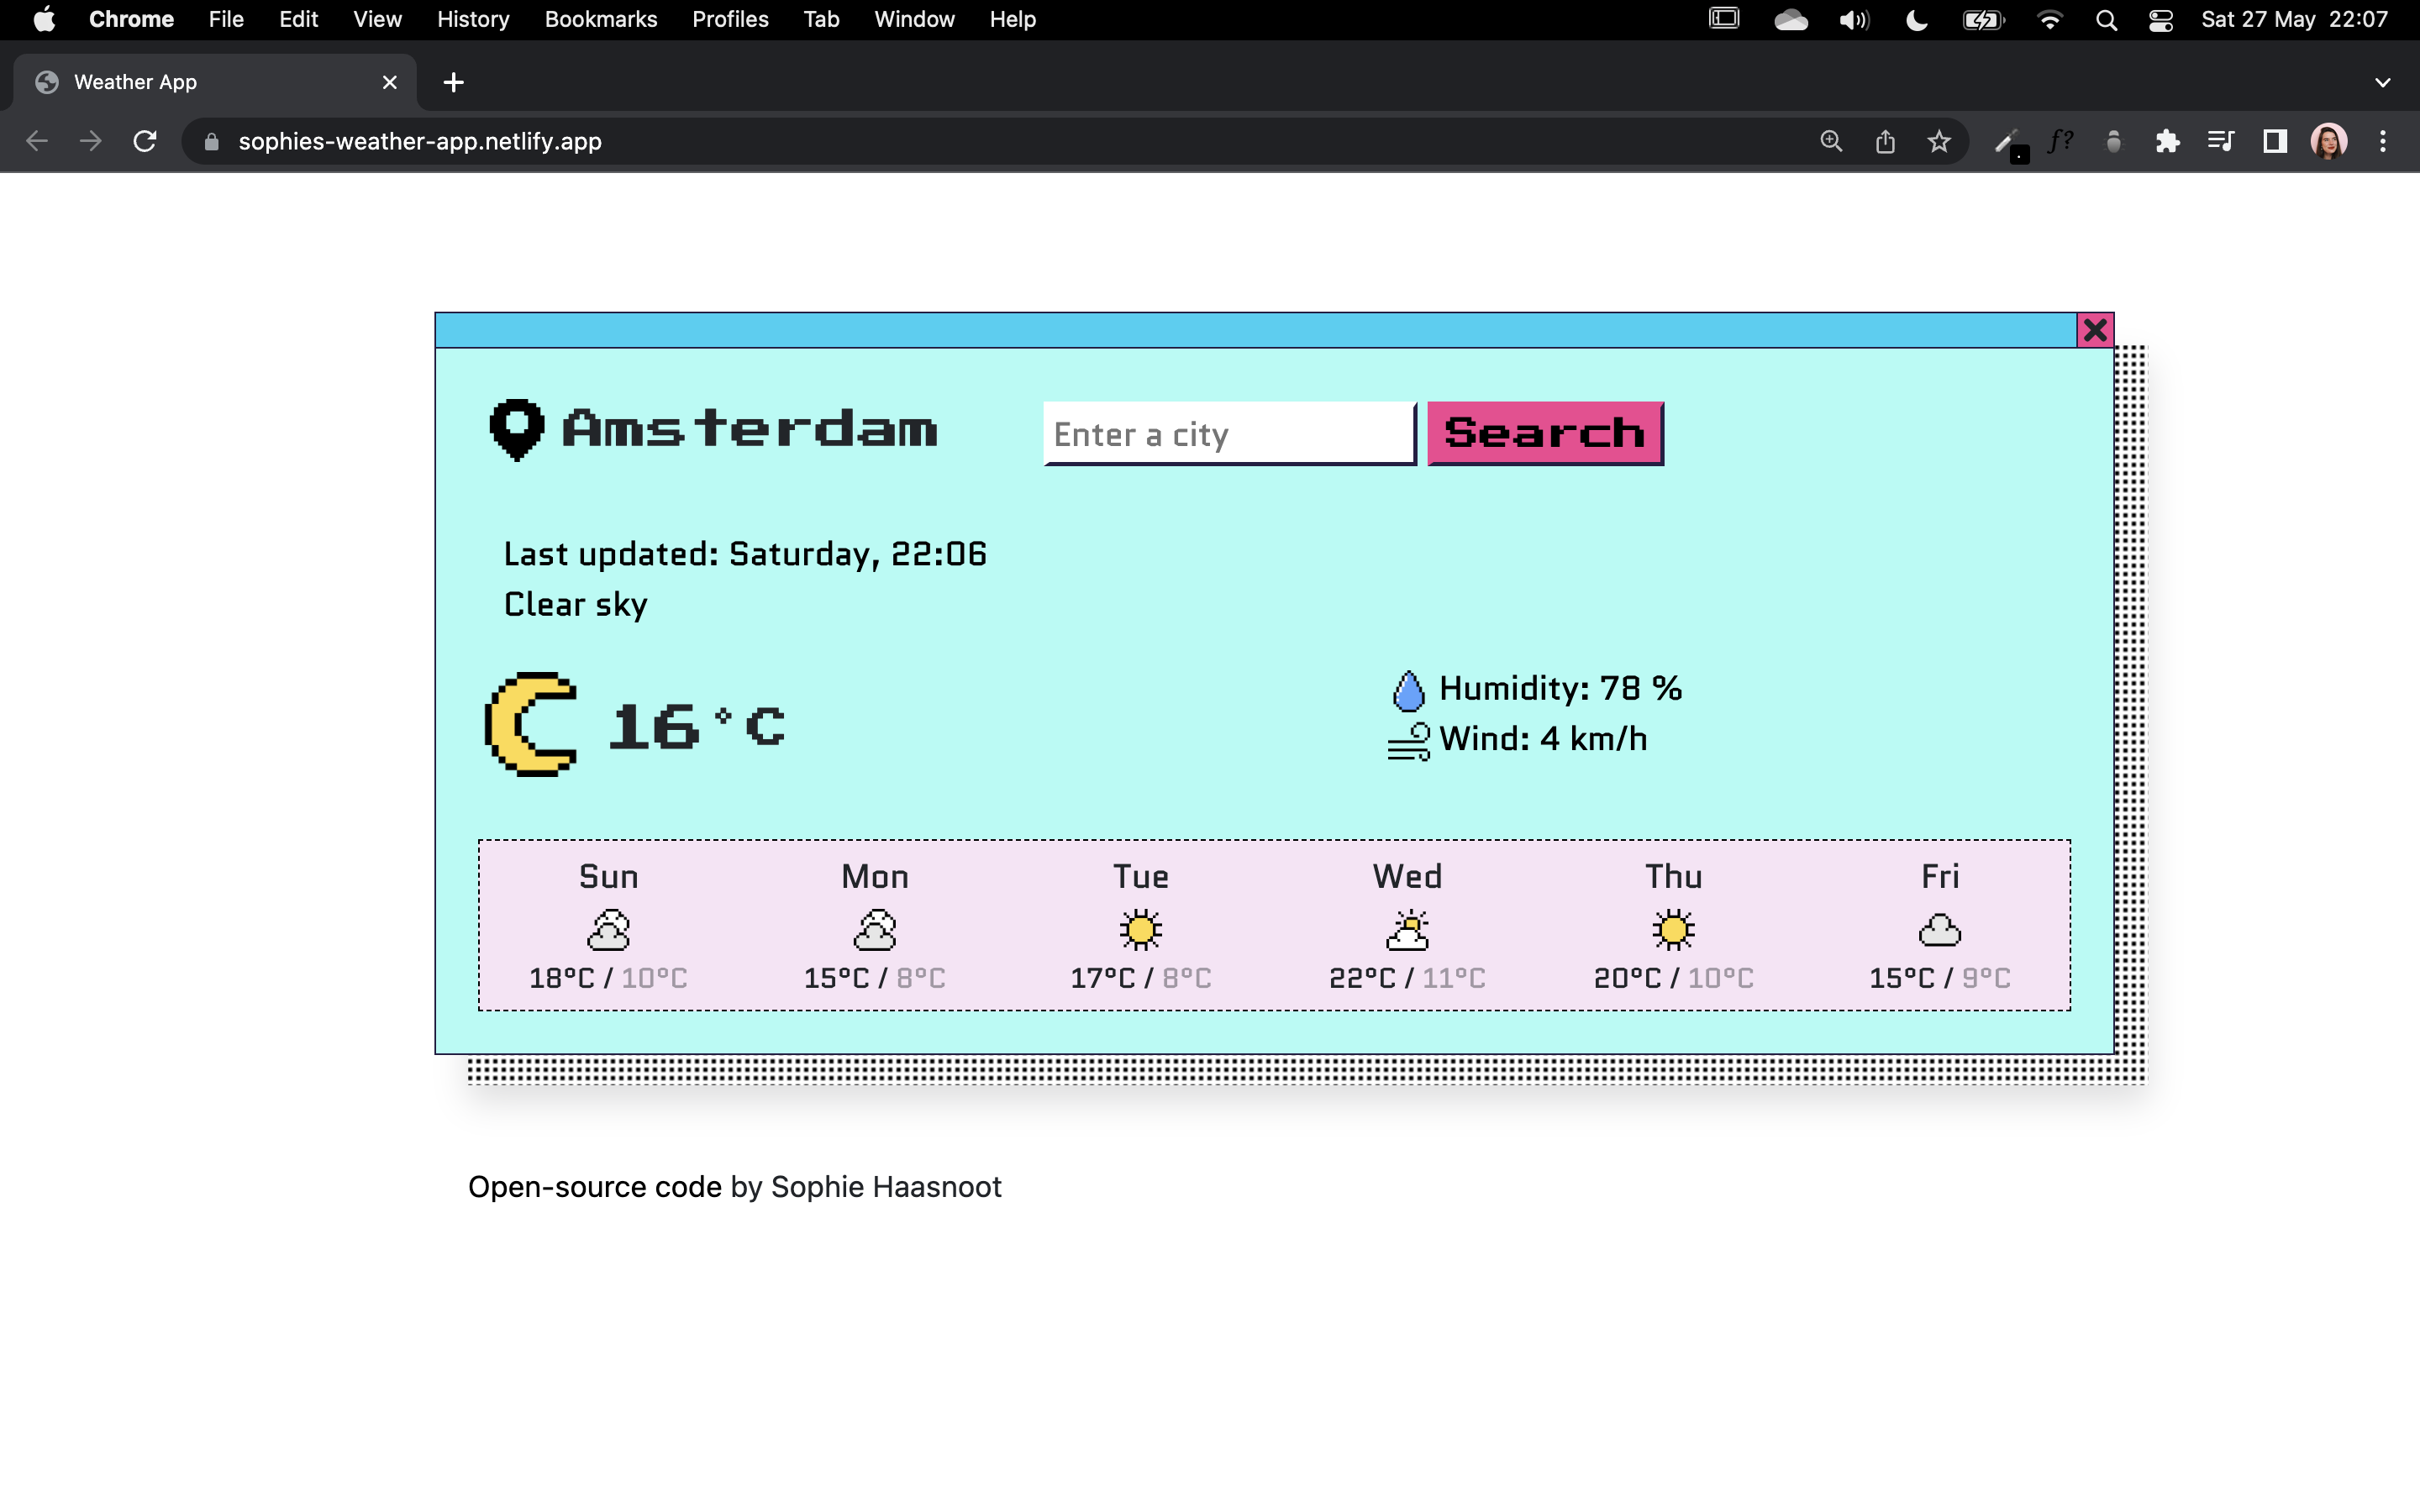 Chrome File Edit View History Bookmarks Profiles Tab Window Help Sat 27 May 22:07
Weather App
sophies-weather-app.netlify.app f?
Amsterdam Enter a city Search
Last updated: Saturday, 22:06
Clear sky
16°C
Humidity: 78 %
Wind: 4 km/h
Sun Mon Tue Wed Thu Fri
18°C / 10°C 15°C / 8°C 17°C / 8°C 22°C / 11°C 20°C / 10°C 15°C / 9°C
Open-source code by Sophie Haasnoot